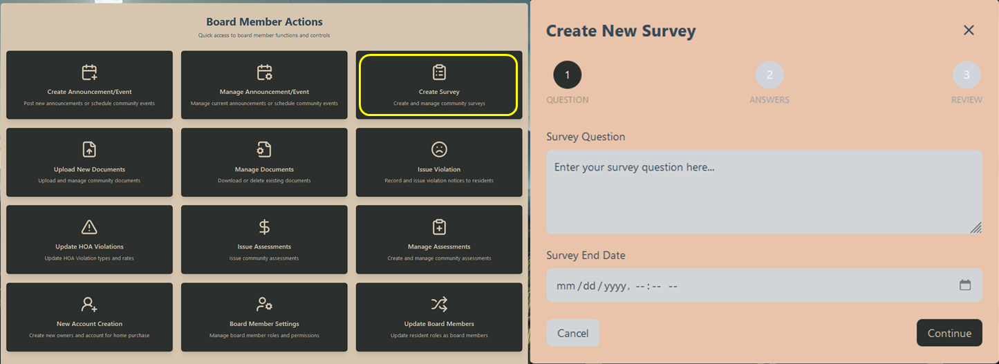 Board Member Actions
Quick access to board member functions and controls
Create Announcement/Event
Post new announcements or schedule community events
Manage Announcement/Event
Manage current announcements or schedule community events
Create Survey
Create and manage community surveys
Upload New Documents
Upload and manage community documents
Manage Documents
Download or delete existing documents
Issue Violation
Record and issue violation notices to residents
Update HOA Violations
Update HOA Violation types and rates
Issue Assessments
Issue community assessments
Manage Assessments
Create and manage community assessments
New Account Creation
Create new owners and account for home purchase
Board Member Settings
Manage board member roles and permissions
Update Board Members
Update resident roles as board members
Create New Survey
1 2 3
QUESTION ANSWERS REVIEW
Survey Question
Enter your survey question here...
Survey End Date
mm/dd/yyyy, --:-- --
Cancel Continue